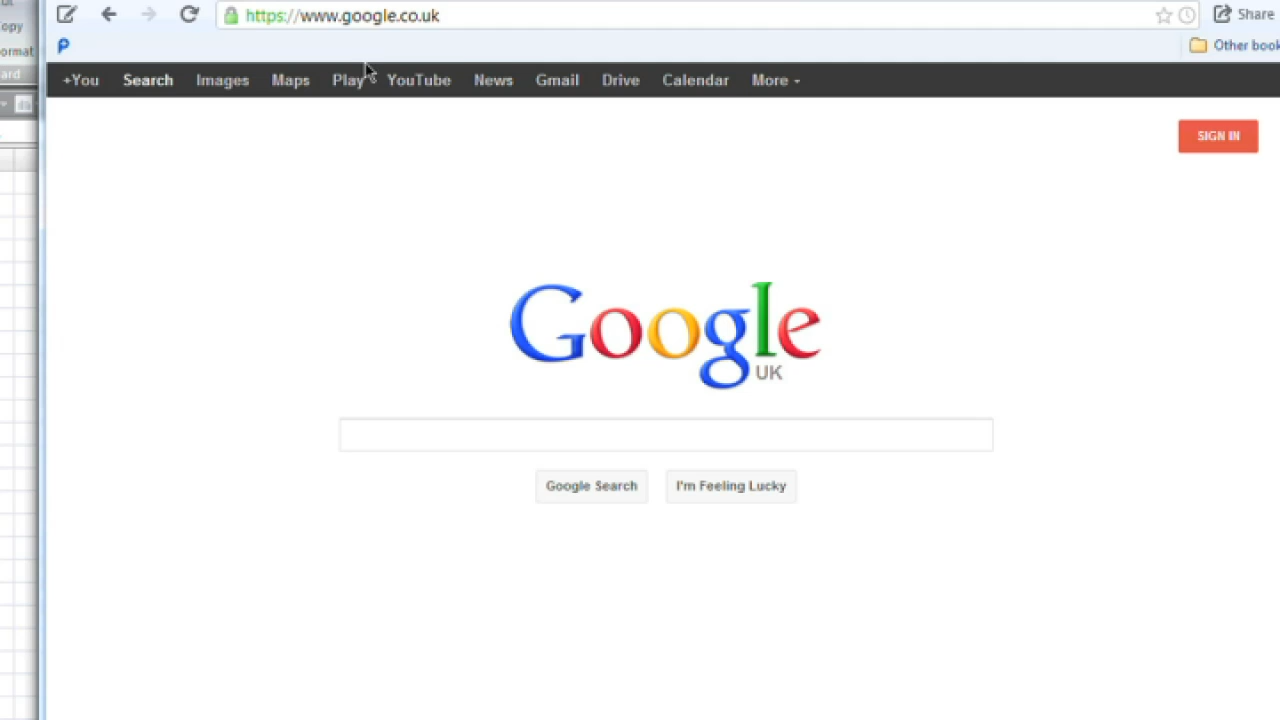 https://www.google.co.uk
Share
Other book
+You Search Images Maps Play YouTube News Gmail Drive Calendar More
SIGN IN
Google
UK
Google Search I'm Feeling Lucky
opy
ormat
ard